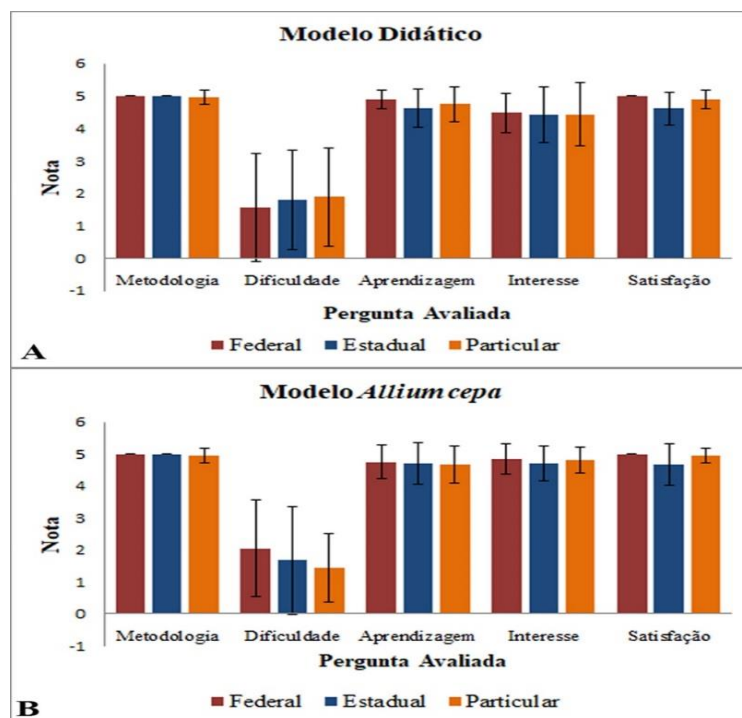 Modelo Didático
6
5
4
3
2
1
0
-1
Nota
Metodologia Dificuldade Aprendizagem Interesse Satisfação
Pergunta Avaliada
Federal Estadual Particular
A
Modelo Allium cepa
6
5
4
3
2
1
0
-1
Nota
Metodologia Dificuldade Aprendizagem Interesse Satisfação
Pergunta Avaliada
Federal Estadual Particular
B